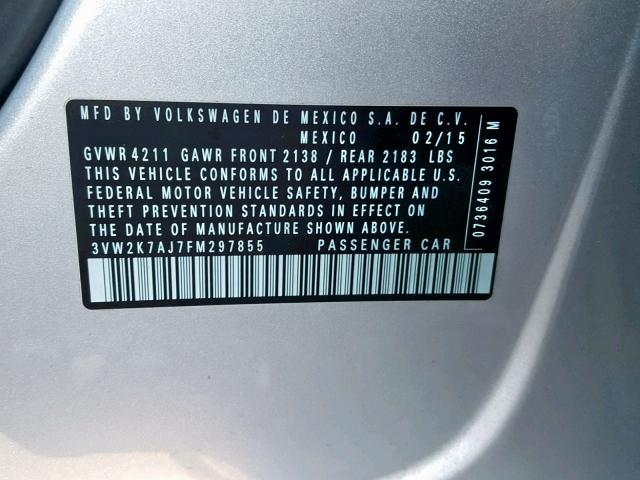 MFD BY VOLKSWAGEN DE MEXICO S.A. DE C.V.
MEXICO 02/15
GVWR 4211 GAWR FRONT 2138 / REAR 2183 LBS
THIS VEHICLE CONFORMS TO ALL APPLICABLE U.S.
FEDERAL MOTOR VEHICLE SAFETY, BUMPER AND
THEFT PREVENTION STANDARDS IN EFFECT ON
THE DATE OF MANUFACTURE SHOWN ABOVE.
3VW2K7AJ7FM297855 PASSENGER CAR
0736409 3016 M